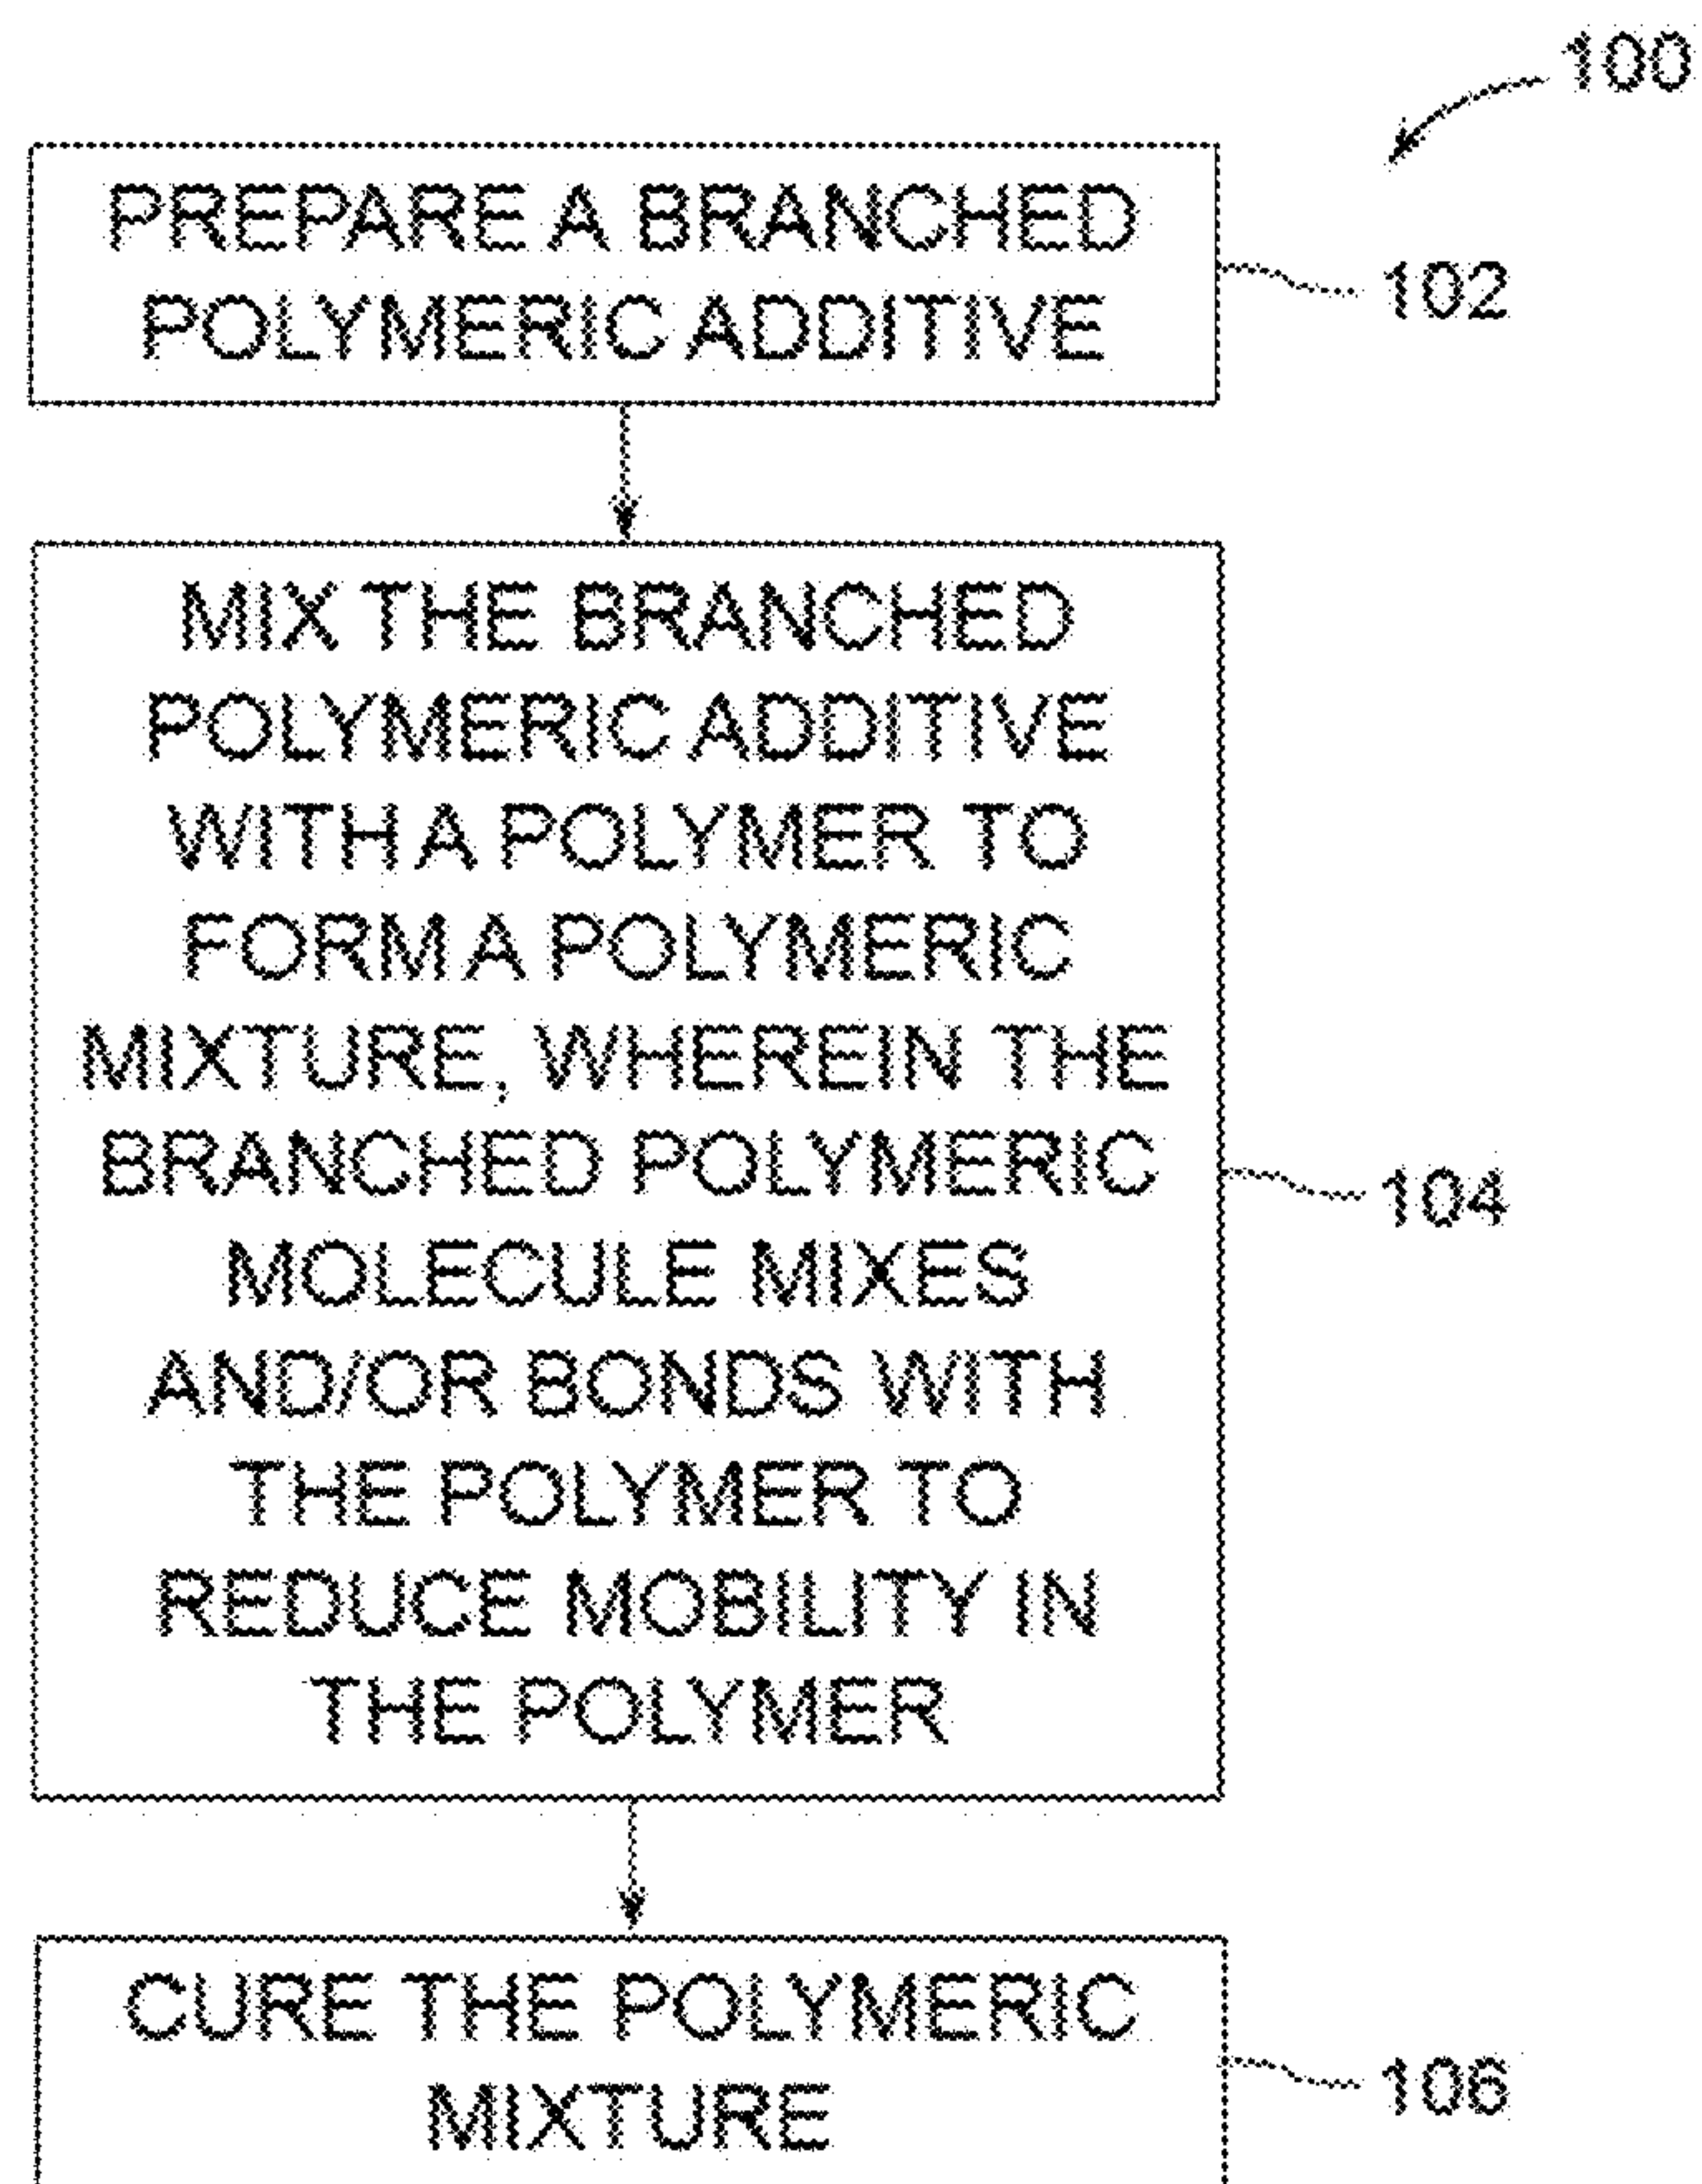 100
PREPARE A BRANCHED
POLYMERIC ADDITIVE
102
MIX THE BRANCHED
POLYMERIC ADDITIVE
WITH A POLYMER TO
FORM A POLYMERIC
MIXTURE, WHEREIN THE
BRANCHED POLYMERIC
MOLECULE MIXES
AND/OR BONDS WITH
THE POLYMER TO
REDUCE MOBILITY IN
THE POLYMER
104
CURE THE POLYMERIC
MIXTURE
106